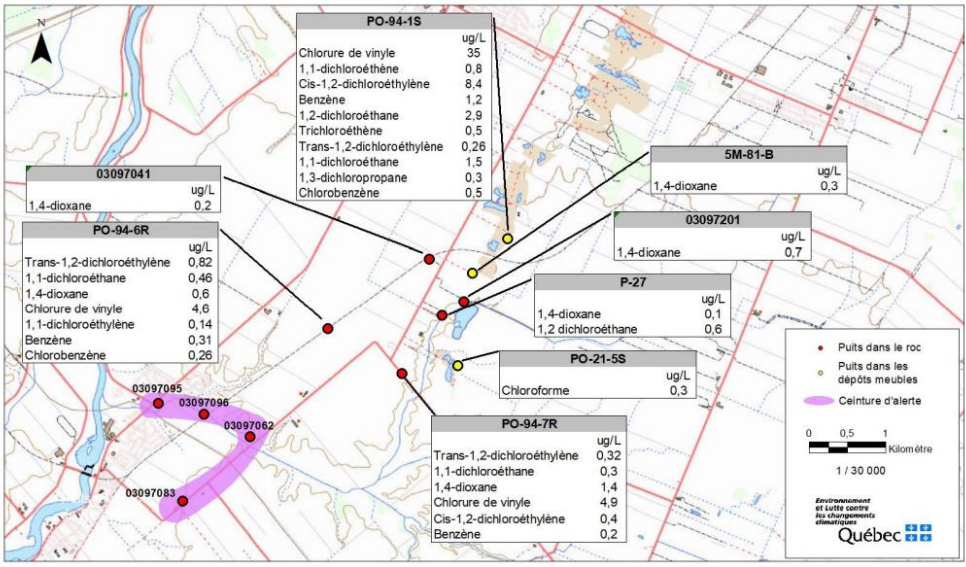 N
PO-94-1S
ug/L
Chlorure de vinyle 35
1,1-dichloroéthène 0,8
Cis-1,2-dichloroéthylène 8,4
Benzène 1,2
1,2-dichloroéthane 2,9
Trichloroéthène 0,5
Trans-1,2-dichloroéthylène 0,26
1,1-dichloroéthane 1,5
1,3-dichloropropane 0,3
Chlorobenzène 0,5
5M-81-B
ug/L
1,4-dioxane 0,3
03097041
ug/L
1,4-dioxane 0,2
03097201
ug/L
1,4-dioxane 0,7
PO-94-6R
ug/L
Trans-1,2-dichloroéthylène 0,82
1,1-dichloroéthane 0,46
1,4-dioxane 0,6
Chlorure de vinyle 4,6
1,1-dichloroéthylène 0,14
Benzène 0,31
Chlorobenzène 0,26
P-27
ug/L
1,4-dioxane 0,1
1,2 dichloroéthane 0,6
PO-21-5S
ug/L
Chloroforme 0,3
03097095
03097096
03097062
03097083
PO-94-7R
ug/L
Trans-1,2-dichloroéthylène 0,32
1,1-dichloroéthane 0,3
1,4-dioxane 1,4
Chlorure de vinyle 4,9
Cis-1,2-dichloroéthylène 0,4
Benzène 0,2
Puits dans le roc
Puits dans les
dépôts meubles
Ceinture d'alerte
0 0,5 1
Kilomètre
1 / 30 000
Environnement
et Lutte contre
les changements
climatiques
Québec